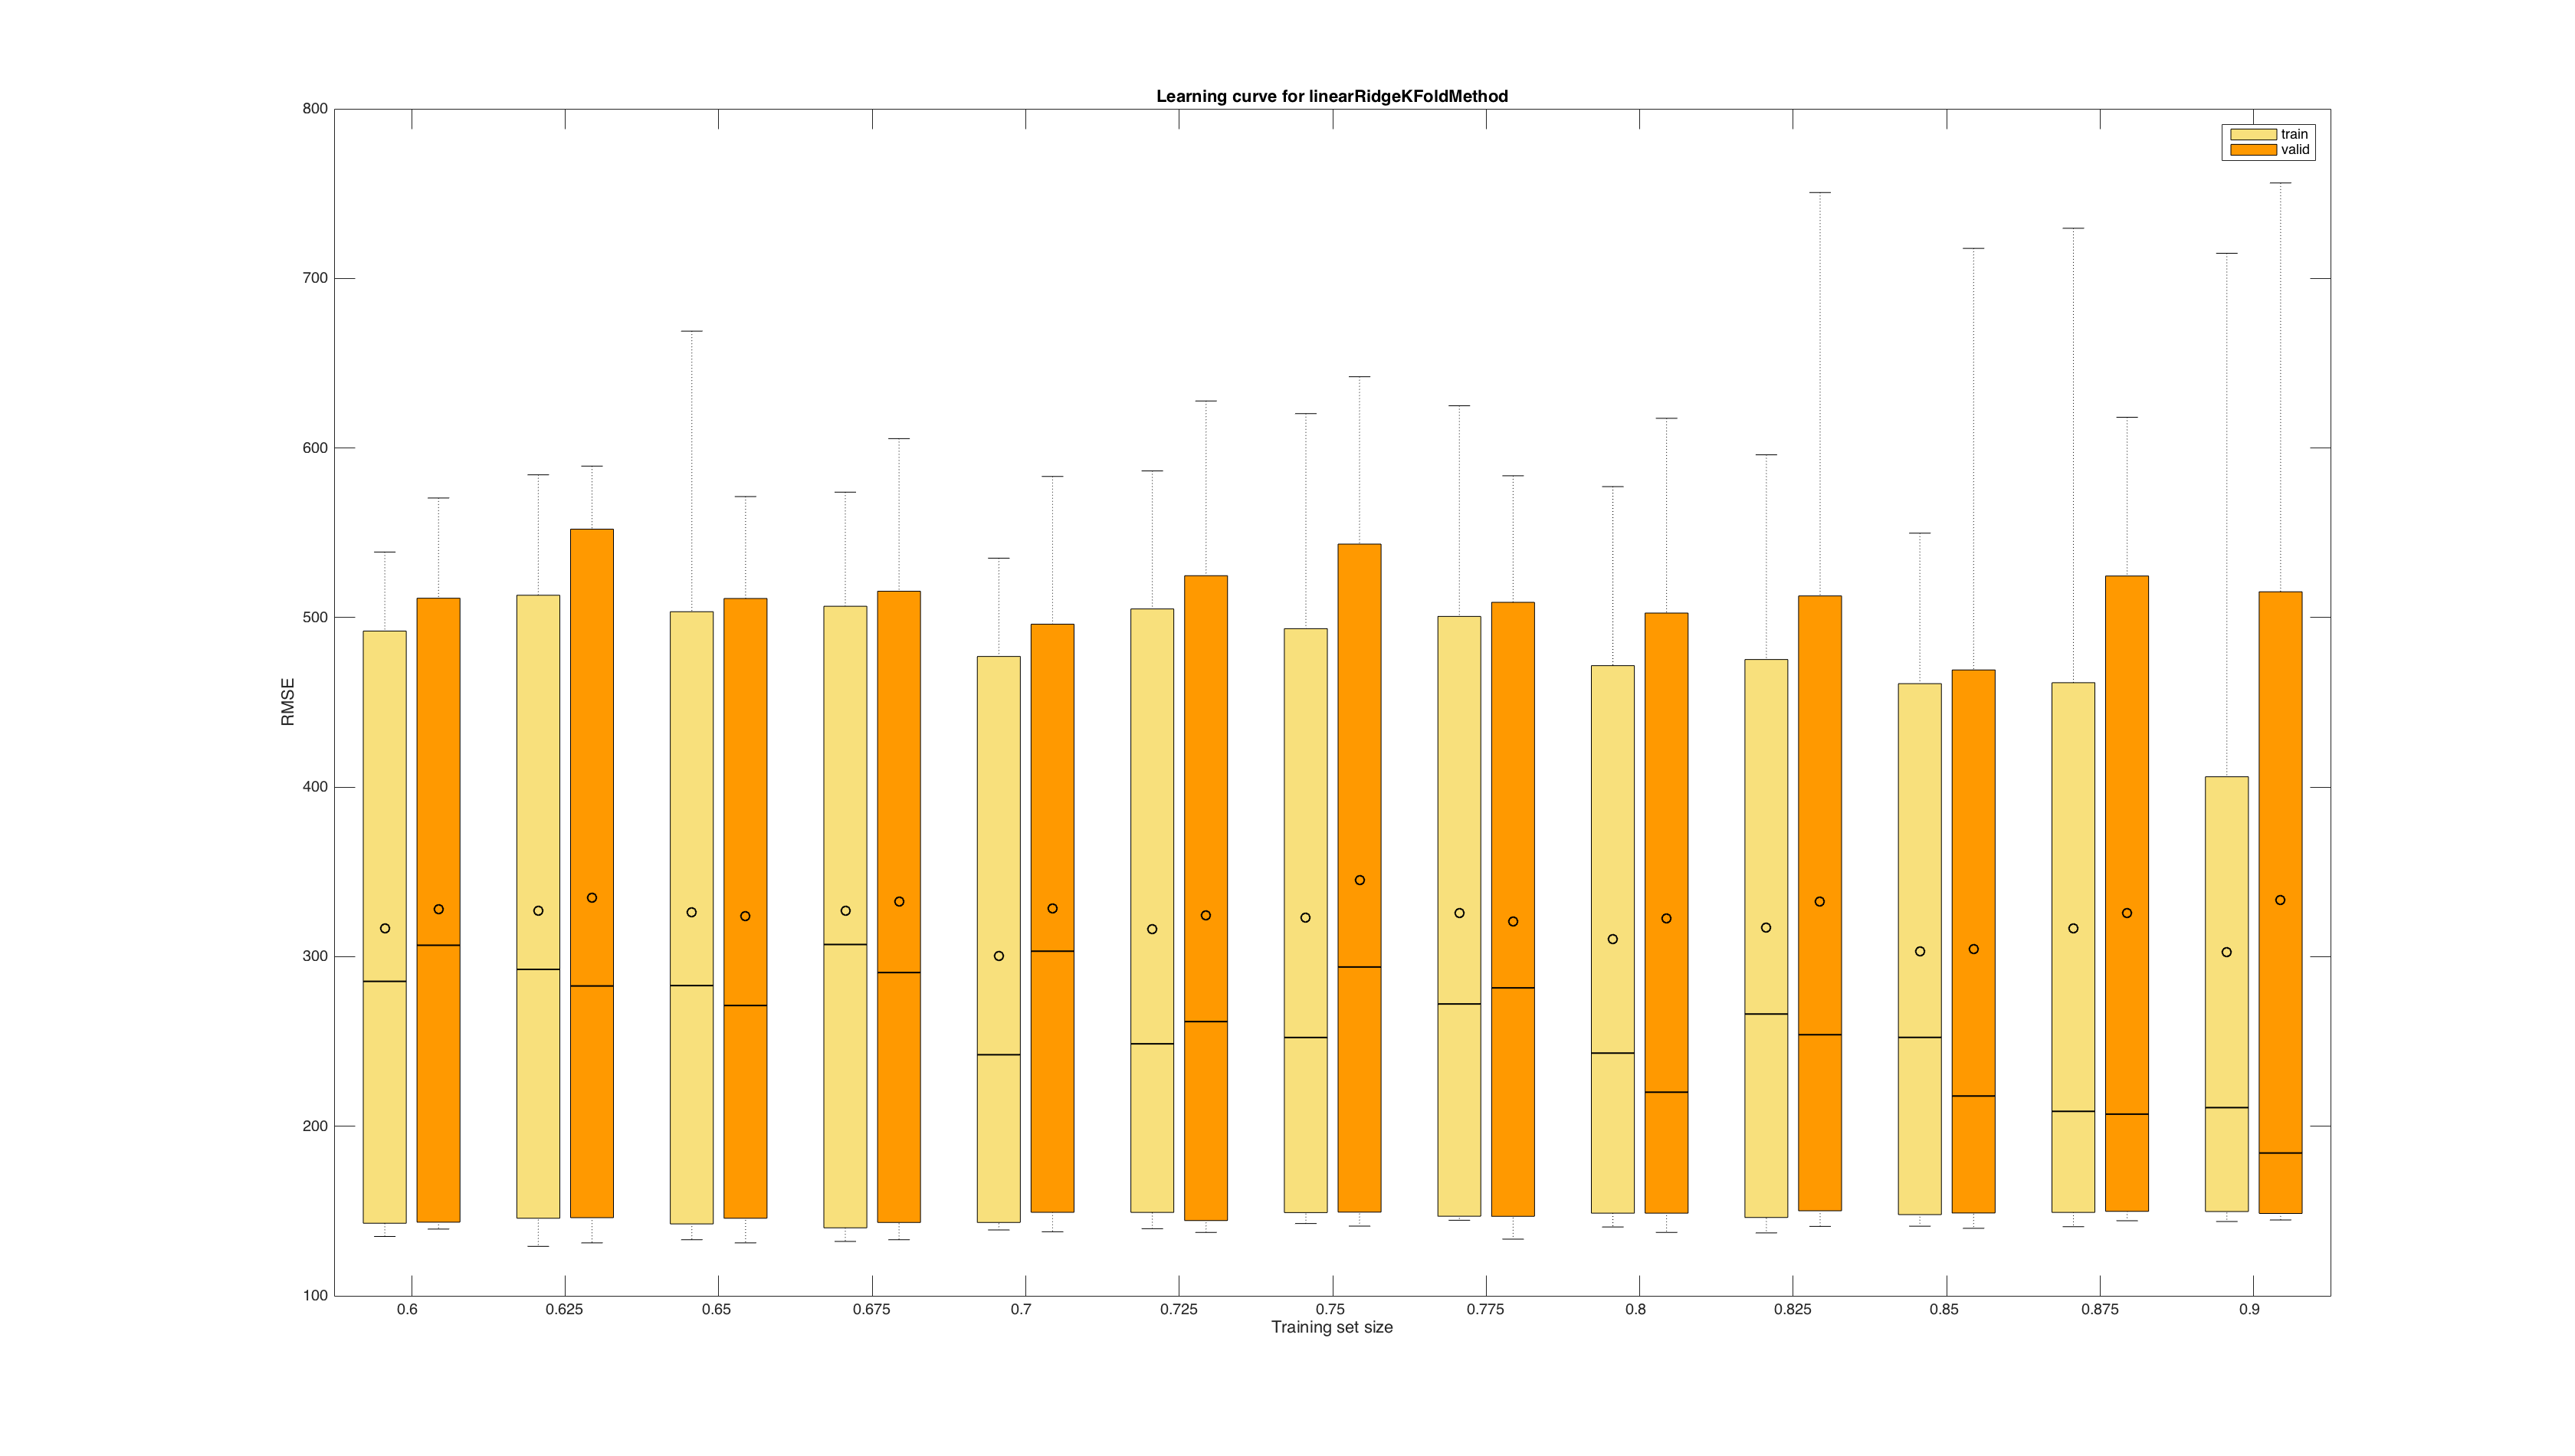 Learning curve for linearRidgeKFoldMethod
800
700
600
500
400
300
200
100
RMSE
train
valid
0.6 0.625 0.65 0.675 0.7 0.725 0.75 0.775 0.8 0.825 0.85 0.875 0.9
Training set size